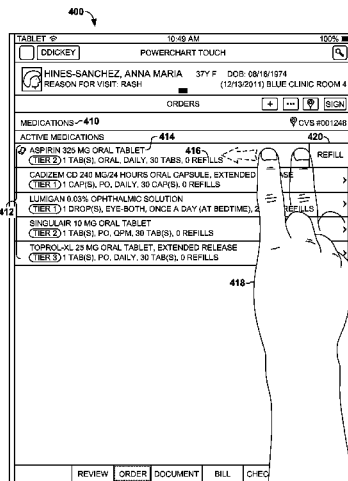 400
TABLET 10:49 AM 100%
DDICKEY POWERCHART TOUCH
HINES-SANCHEZ, ANNA MARIA 37Y F DOB: 08/16/1974
REASON FOR VISIT: RASH (12/13/2011) BLUE CLINIC ROOM 4
ORDERS + ... SIGN
MEDICATIONS 410 CVS #001248
ACTIVE MEDICATIONS 414 420
ASPIRIN 325 MG ORAL TABLET 416 REFILL
TIER 2 1 TAB(S), ORAL, DAILY, 30 TABS, 0 REFILLS
CADIZEM CD 240 MG/24 HOURS ORAL CAPSULE, EXTENDED ASE
TIER 1 1 CAP(S), PO, DAILY, 30 CAP(S). 0 REFILLS
LUMIGAN 0.03% OPHTHALMIC SOLUTION
412 TIER 1 1 DROP(S), EYE-BOTH, ONCE A DAY (AT BEDTIME), 2 REFILLS
SINGULAIR 10 MG ORAL TABLET
TIER 2 1 TAB(S), PO, QPM, 30 TAB(S), 0 REFILLS
TOPROL-XL 25 MG ORAL TABLET, EXTENDED RELEASE
TIER 3 1 TAB(S), PO, DAILY, 30 TAB(S), 0 REFILLS
418
REVIEW ORDER DOCUMENT BILL CHEC